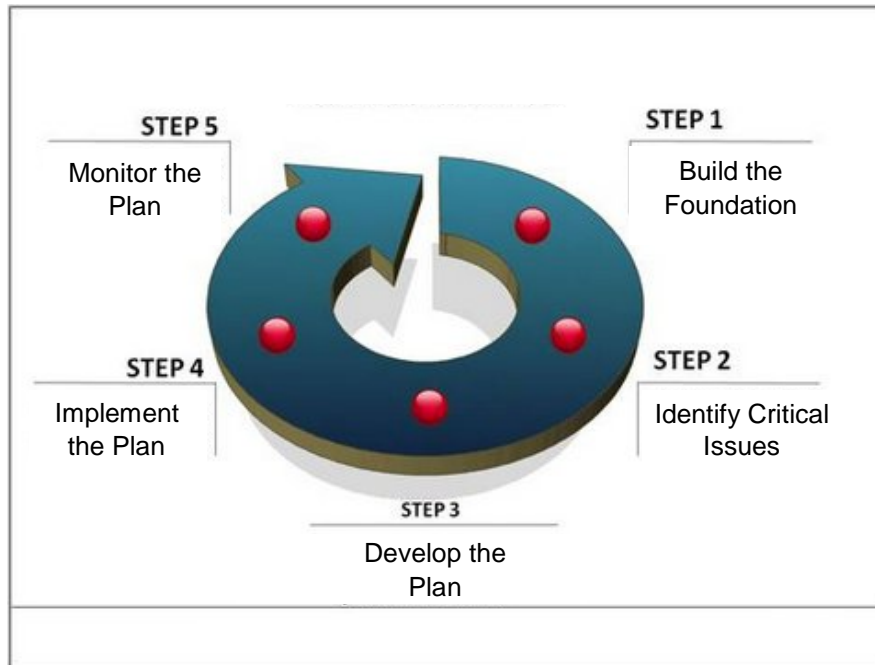 STEP 1
Build the
Foundation
STEP 2
Identify Critical
Issues
STEP 3
Develop the
Plan
STEP 4
Implement
the Plan
STEP 5
Monitor the
Plan